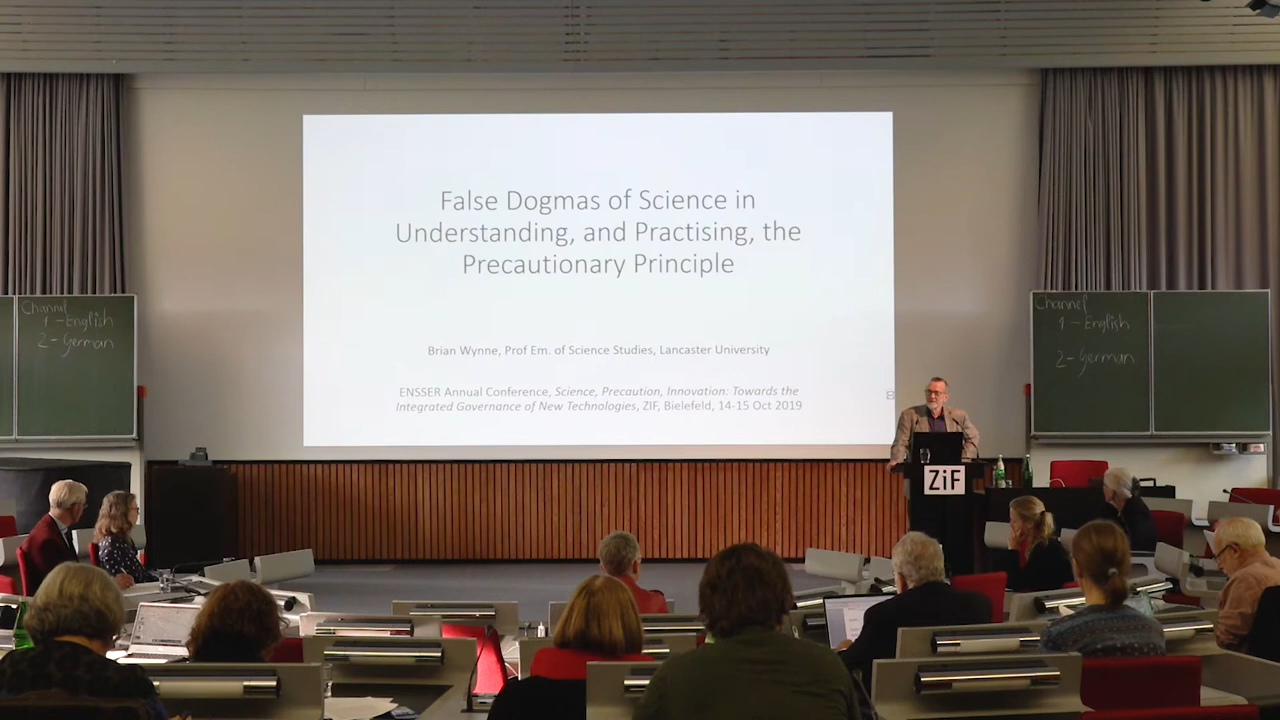 False Dogmas of Science in
Understanding, and Practising, the
Precautionary Principle
Brian Wynne, Prof Em. of Science Studies, Lancaster University
ENSSER Annual Conference, Science, Precaution, Innovation: Towards the
Integrated Governance of New Technologies, ZIF, Bielefeld, 14-15 Oct 2019
Channel
1 - English
2 - German
Channel
1 - English
2 - German
ZiF